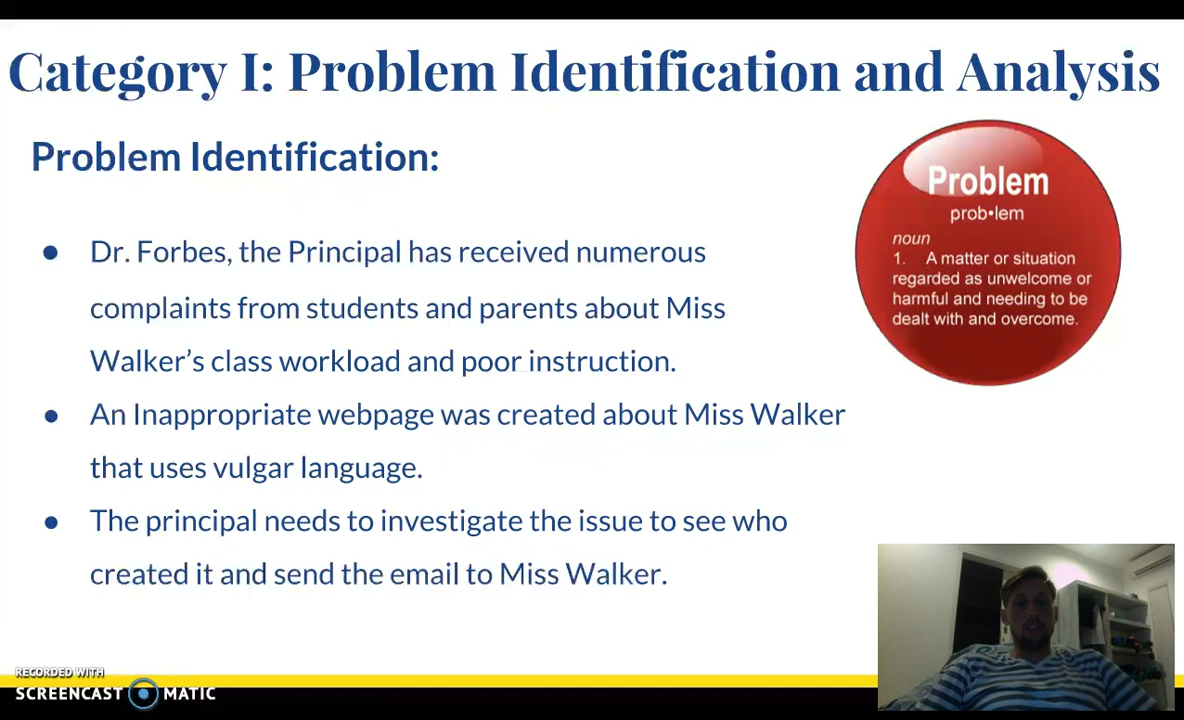 Category I: Problem Identification and Analysis
Problem Identification:
● Dr. Forbes, the Principal has received numerous
complaints from students and parents about Miss
Walker’s class workload and poor instruction.
● An Inappropriate webpage was created about Miss Walker
that uses vulgar language.
● The principal needs to investigate the issue to see who
created it and send the email to Miss Walker.
Problem
prob•lem
noun
1. A matter or situation
regarded as unwelcome or
harmful and needing to be
dealt with and overcome.
RECORDED WITH
SCREENCAST MATIC